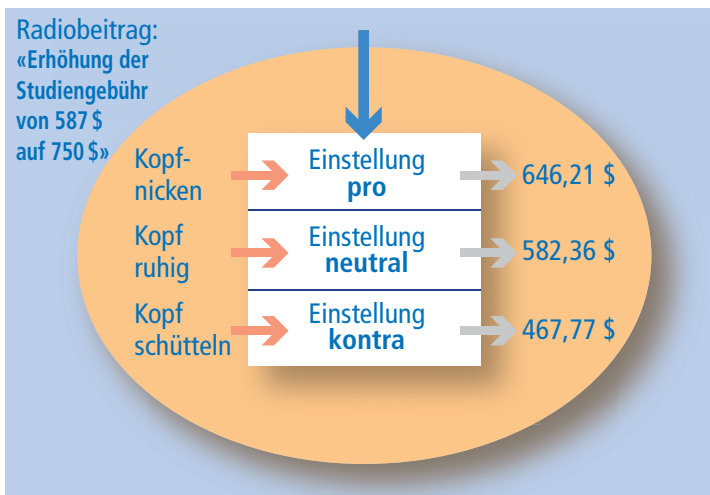 Radiobeitrag:
«Erhöhung der
Studiengebühr
von 587 $
auf 750 $»
Kopf-
nicken
Einstellung
pro
646,21 $
Kopf
ruhig
Einstellung
neutral
582,36 $
Kopf
schütteln
Einstellung
kontra
467,77 $